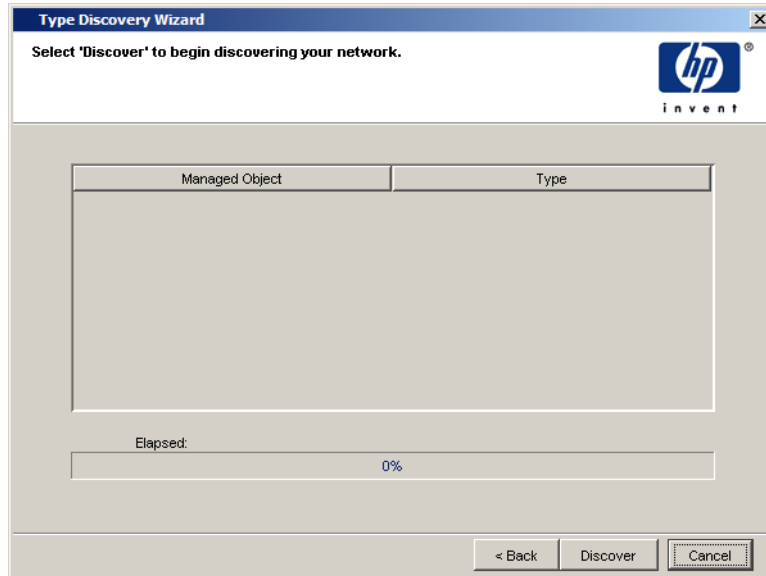 Type Discovery Wizard
Select 'Discover' to begin discovering your network.
hp
®
invent
Managed Object
Type
Elapsed:
0%
< Back
Discover
Cancel